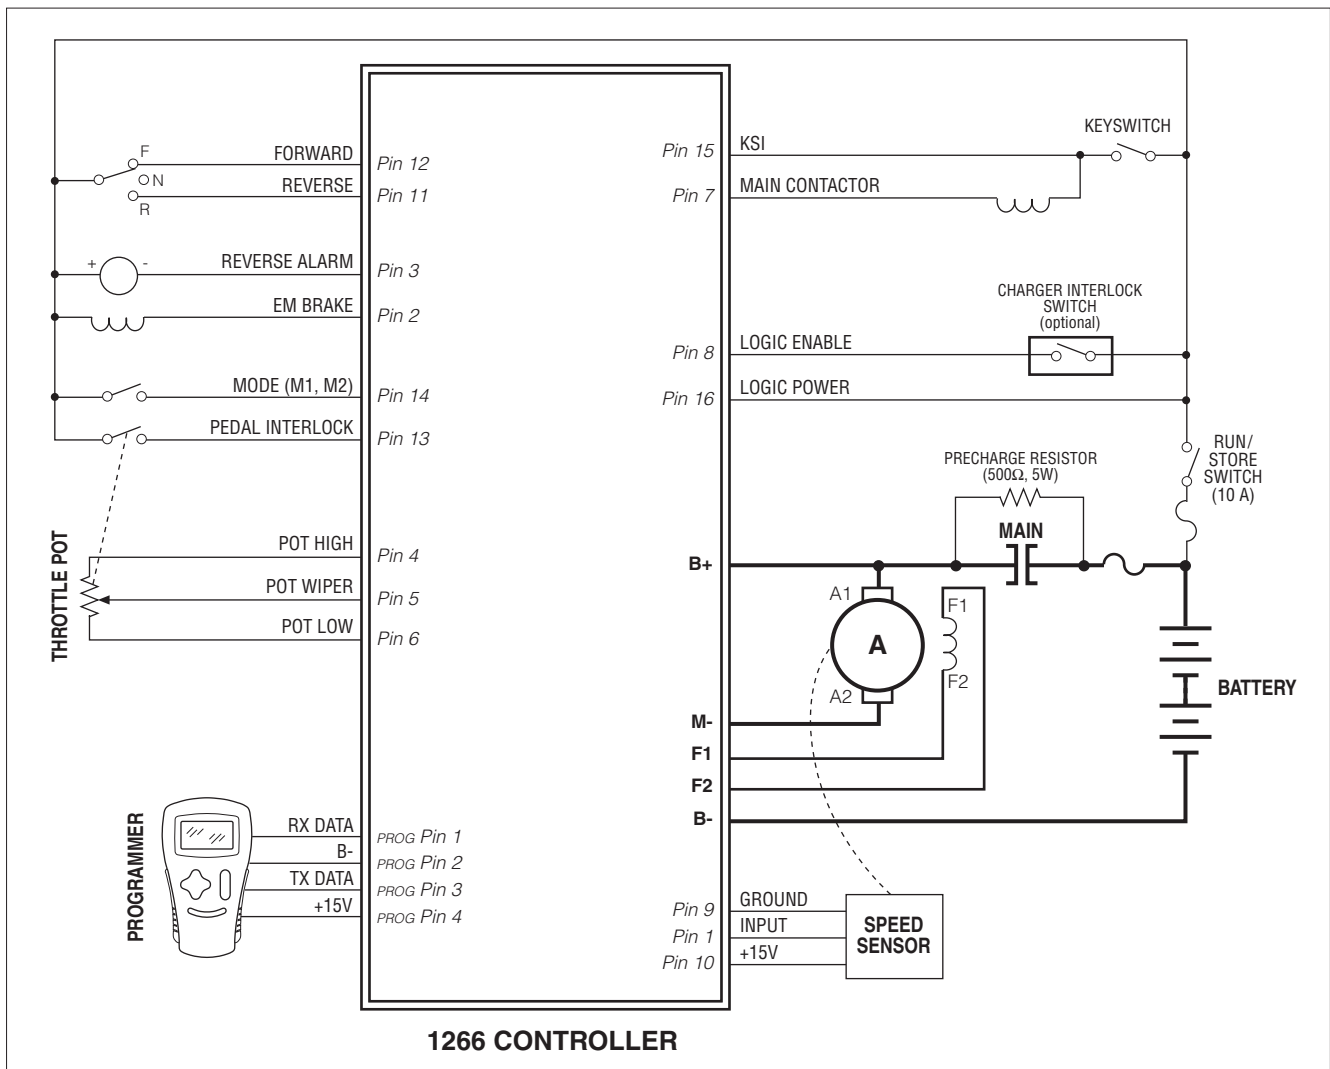 F
N
R
FORWARD
Pin 12
REVERSE
Pin 11
+
-
REVERSE ALARM
Pin 3
EM BRAKE
Pin 2
MODE (M1, M2)
Pin 14
PEDAL INTERLOCK
Pin 13
THROTTLE POT
POT HIGH
Pin 4
POT WIPER
Pin 5
POT LOW
Pin 6
PROGRAMMER
RX DATA
PROG Pin 1
B-
PROG Pin 2
TX DATA
PROG Pin 3
+15V
PROG Pin 4
Pin 15
KSI
KEYSWITCH
Pin 7
MAIN CONTACTOR
CHARGER INTERLOCK
SWITCH
(optional)
Pin 8
LOGIC ENABLE
Pin 16
LOGIC POWER
RUN/
STORE
SWITCH
(10 A)
PRECHARGE RESISTOR
(500Ω, 5W)
MAIN
B+
A1
A
A2
F1
F2
BATTERY
M-
F1
F2
B-
Pin 9
GROUND
Pin 1
INPUT
Pin 10
+15V
SPEED
SENSOR
1266 CONTROLLER